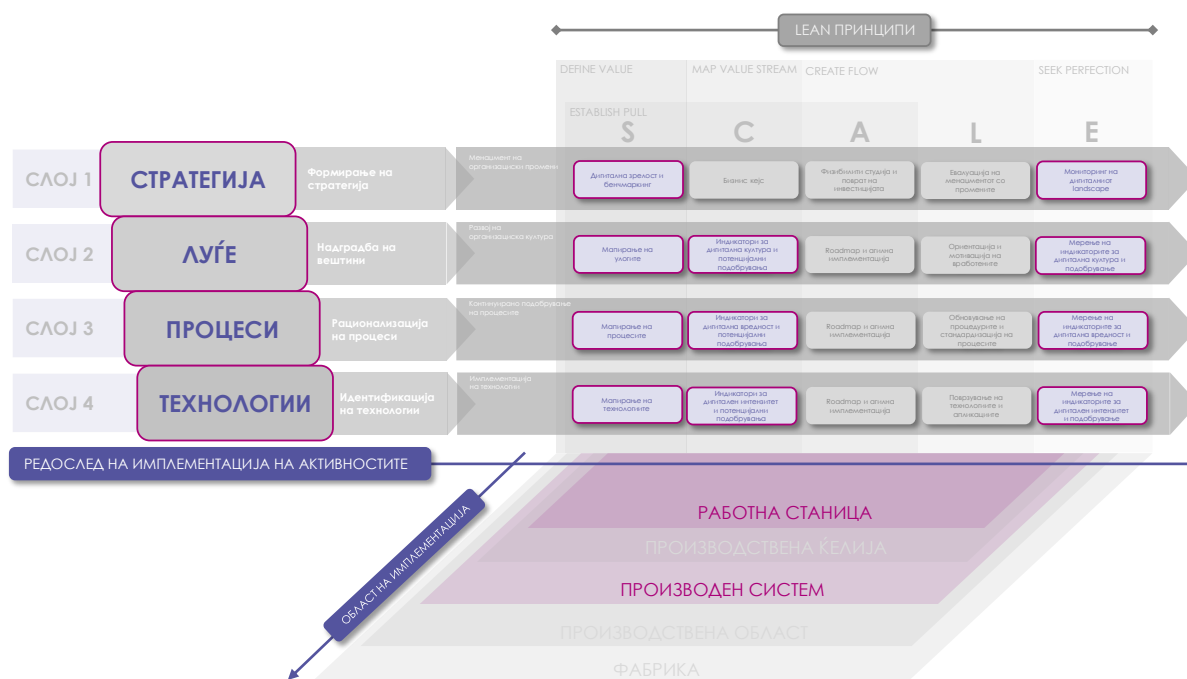 LEAN ПРИНЦИПИ
DEFINE VALUE
MAP VALUE STREAM
CREATE FLOW
SEEK PERFECTION
ESTABLISH PULL
S
C
A
L
E
СЛОЈ 1
СТРАТЕГИЈА
Формирање на
стратегија
Менаџмент на
организациски промени
Дигитална зрелост и
бенчмаркинг
Бизнис кејс
Физибилити студија и
поврат на
инвестицијата
Евалуација на
менаџментот со
промените
Мониторинг на
дигиталниот
landscape
СЛОЈ 2
ЛУЃЕ
Надградба на
вештини
Развој на
организациска култура
Мапирање на
улогите
Индикатори за
дигитална култура и
потенцијални
подобрувања
Roadmap и агилна
имплементација
Ориентација и
мотивација на
вработените
Мерење на
индикаторите за
дигитална култура и
подобрување
СЛОЈ 3
ПРОЦЕСИ
Рационализација
на процеси
Континуирано подобрување
на процесите
Мапирање на
процесите
Индикатори за
дигитална вредност и
потенцијални
подобрувања
Roadmap и агилна
имплементација
Обновување на
процедурите и
стандардизација на
процесите
Мерење на
индикаторите за
дигитална вредност и
подобрување
СЛОЈ 4
ТЕХНОЛОГИИ
Идентификација
на технологии
Имплементација
на технологии
Мапирање на
технологиите
Индикатори за
дигитален интензитет
и потенцијални
подобрувања
Roadmap и агилна
имплементација
Поврзување на
технологиите и
апликациите
Мерење на
индикаторите за
дигитален интензитет
и подобрување
РЕДОСЛЕД НА ИМПЛЕМЕНТАЦИЈА НА АКТИВНОСТИТЕ
ОБЛАСТ НА ИМПЛЕМЕНТАЦИЈА
РАБОТНА СТАНИЦА
ПРОИЗВОДСТВЕНА ЌЕЛИЈА
ПРОИЗВОДЕН СИСТЕМ
ПРОИЗВОДСТВЕНА ОБЛАСТ
ФАБРИКА